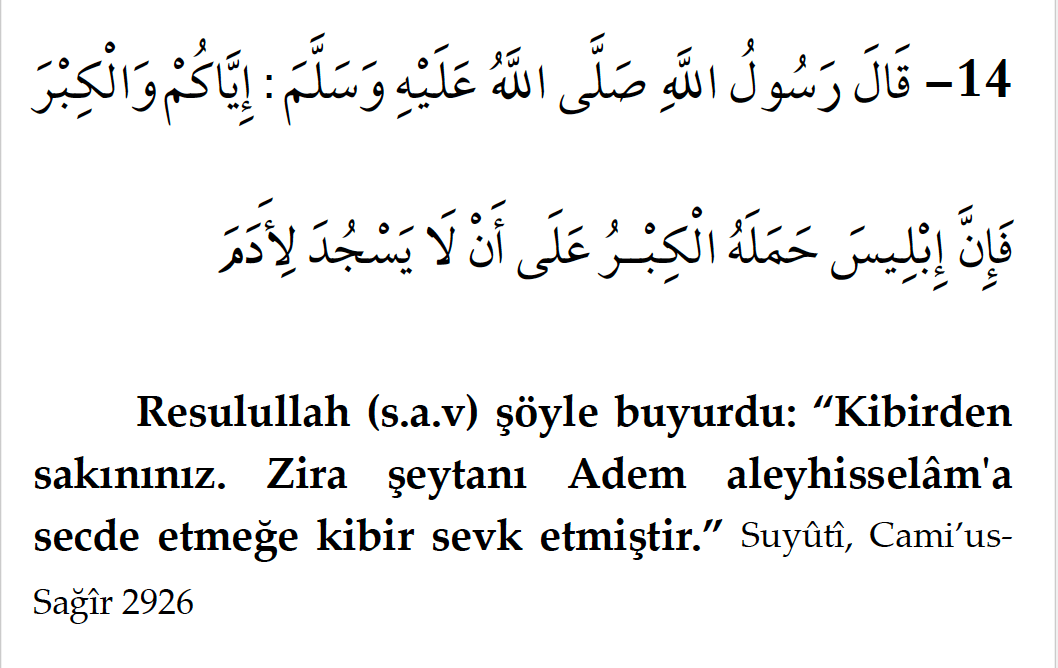 14– قَالَ رَسُولُ اللَّهِ صَلَّى اللَّهُ عَلَيْهِ وَسَلَّمَ : إِيَّاكُمْ وَالْكِبْرَ
فَإِنَّ إِبْلِيسَ حَمَلَهُ الْكِبْـرُ عَلَى أَنْ لَا يَسْجُدَ لِأَدَمَ
Resulullah (s.a.v) şöyle buyurdu: “Kibirden
sakınınız. Zira şeytanı Adem aleyhisselâm'a
secde etmeğe kibir sevk etmiştir.” Suyûtî, Cami’us-
Sağîr 2926